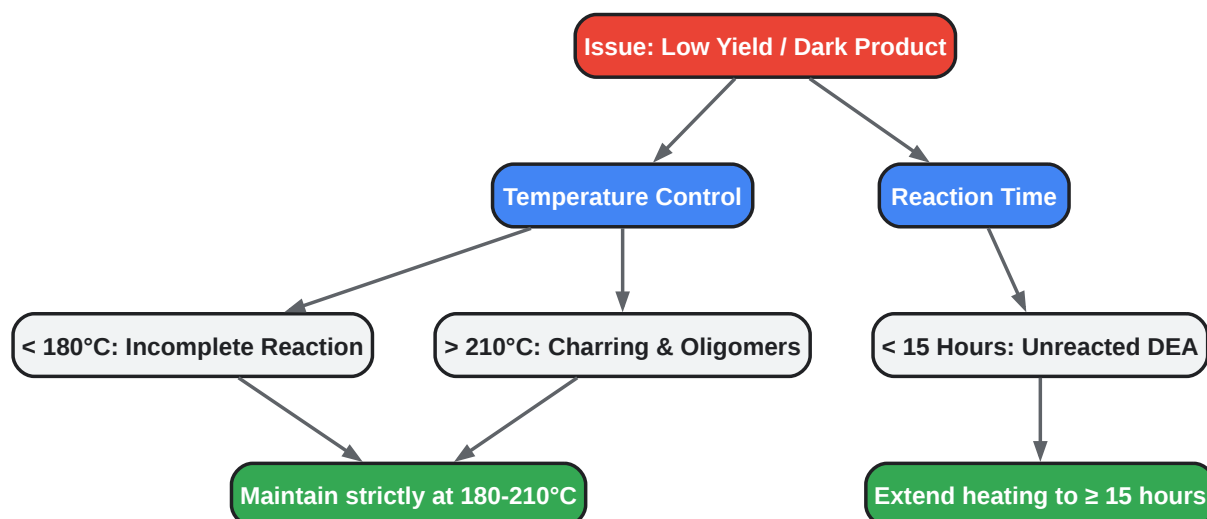 Issue: Low Yield / Dark Product
Temperature Control
Reaction Time
< 180°C: Incomplete Reaction
> 210°C: Charring & Oligomers
< 15 Hours: Unreacted DEA
Maintain strictly at 180-210°C
Extend heating to ≥ 15 hours